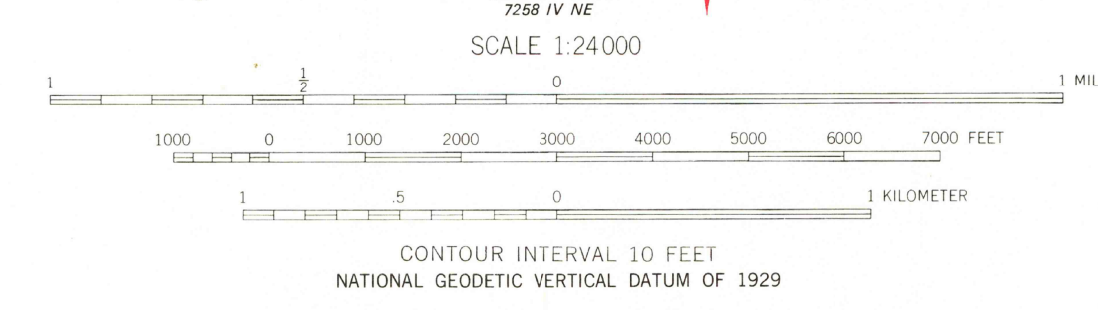 7258 IV NE
SCALE 1:24000
1 1/2 0 1 MIL
1000 0 1000 2000 3000 4000 5000 6000 7000 FEET
1 .5 0 1 KILOMETER
CONTOUR INTERVAL 10 FEET
NATIONAL GEODETIC VERTICAL DATUM OF 1929